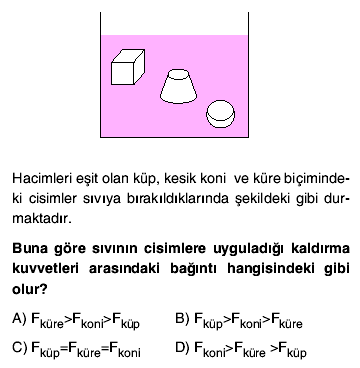 Hacimleri eşit olan küp, kesik koni ve küre biçiminde-
ki cisimler sıvıya bırakıldıklarında şekildeki gibi dur-
maktadır.
Buna göre sıvının cisimlere uyguladığı kaldırma
kuvvetleri arasındaki bağıntı hangisindeki gibi
olur?
A) Fküre>Fkoni>Fküp B) Fküp>Fkoni>Fküre
C) Fküp=Fküre=Fkoni D) Fkoni>Fküre >Fküp